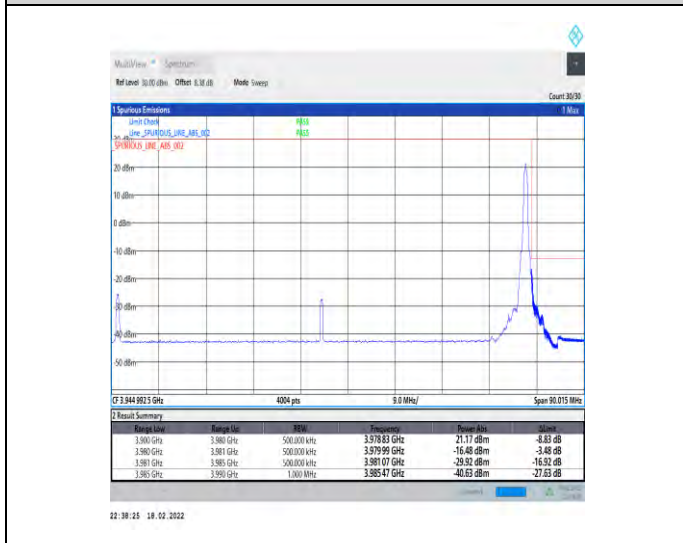 MultiView Spectrum
Ref Level 30.00 dBm Offset 8.38 dB Mode Sweep
Count 30/30
1 Spurious Emissions 1 Max
Limit Check PASS
Line _SPURIOUS_LINE_ABS_002 PASS
_SPURIOUS_LINE_ABS_002
20 dBm
10 dBm
0 dBm
-10 dBm
-20 dBm
-30 dBm
-40 dBm
-50 dBm
CF 3.944 992 5 GHz 4004 pts 9.0 MHz/ Span 90.015 MHz
2 Result Summary
Range Low Range Up RBW Frequency Power Abs ΔLimit
3.900 GHz 3.980 GHz 500.000 kHz 3.978 83 GHz 21.17 dBm -8.83 dB
3.980 GHz 3.981 GHz 500.000 kHz 3.979 99 GHz -16.48 dBm -3.48 dB
3.981 GHz 3.985 GHz 500.000 kHz 3.981 07 GHz -29.92 dBm -16.92 dB
3.985 GHz 3.990 GHz 1.000 MHz 3.985 47 GHz -40.63 dBm -27.63 dB
22:38:25 18.02.2022